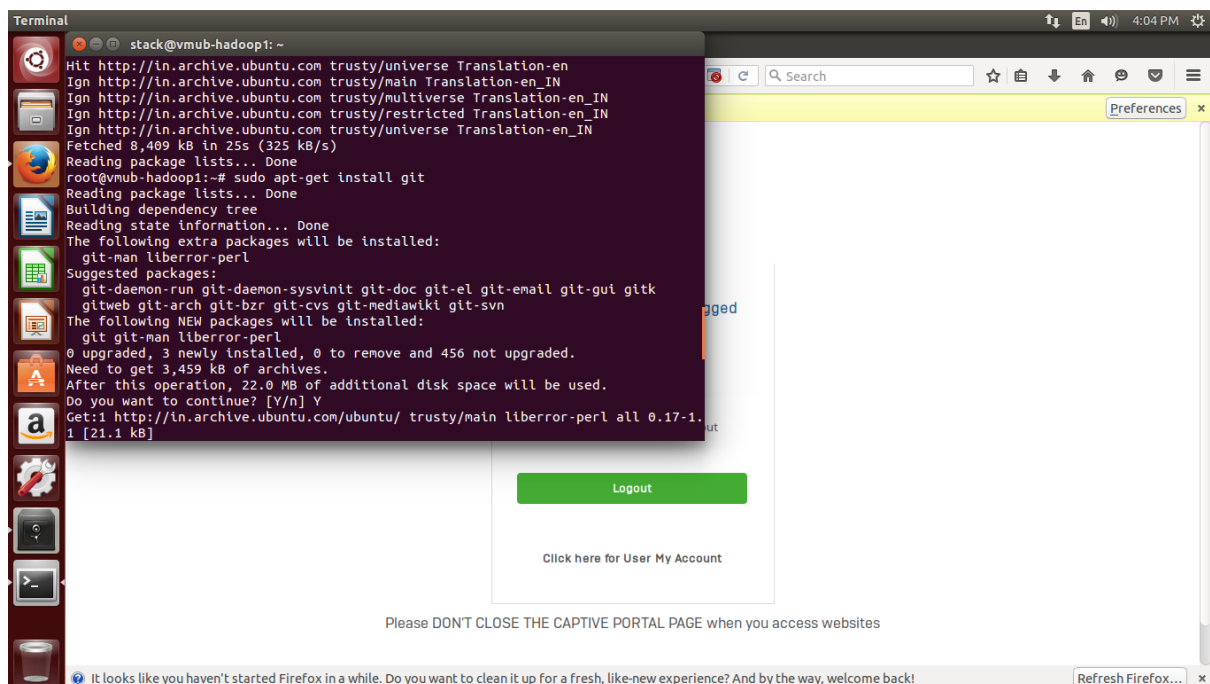 Terminal
En
4:04 PM
stack@vmub-hadoop1: ~
Hit http://in.archive.ubuntu.com trusty/universe Translation-en
Ign http://in.archive.ubuntu.com trusty/main Translation-en_IN
Ign http://in.archive.ubuntu.com trusty/multiverse Translation-en_IN
Ign http://in.archive.ubuntu.com trusty/restricted Translation-en_IN
Ign http://in.archive.ubuntu.com trusty/universe Translation-en_IN
Fetched 8,409 kB in 25s (325 kB/s)
Reading package lists... Done
root@vmub-hadoop1:~# sudo apt-get install git
Reading package lists... Done
Building dependency tree
Reading state information... Done
The following extra packages will be installed:
  git-man liberror-perl
Suggested packages:
  git-daemon-run git-daemon-sysvinit git-doc git-el git-email git-gui gitk
  gitweb git-arch git-bzr git-cvs git-mediawiki git-svn
The following NEW packages will be installed:
  git git-man liberror-perl
0 upgraded, 3 newly installed, 0 to remove and 456 not upgraded.
Need to get 3,459 kB of archives.
After this operation, 22.0 MB of additional disk space will be used.
Do you want to continue? [Y/n] Y
Get:1 http://in.archive.ubuntu.com/ubuntu/ trusty/main liberror-perl all 0.17-1.
1 [21.1 kB]
Search
Preferences
gged
out
Logout
Click here for User My Account
Please DON'T CLOSE THE CAPTIVE PORTAL PAGE when you access websites
It looks like you haven't started Firefox in a while. Do you want to clean it up for a fresh, like-new experience? And by the way, welcome back!
Refresh Firefox...